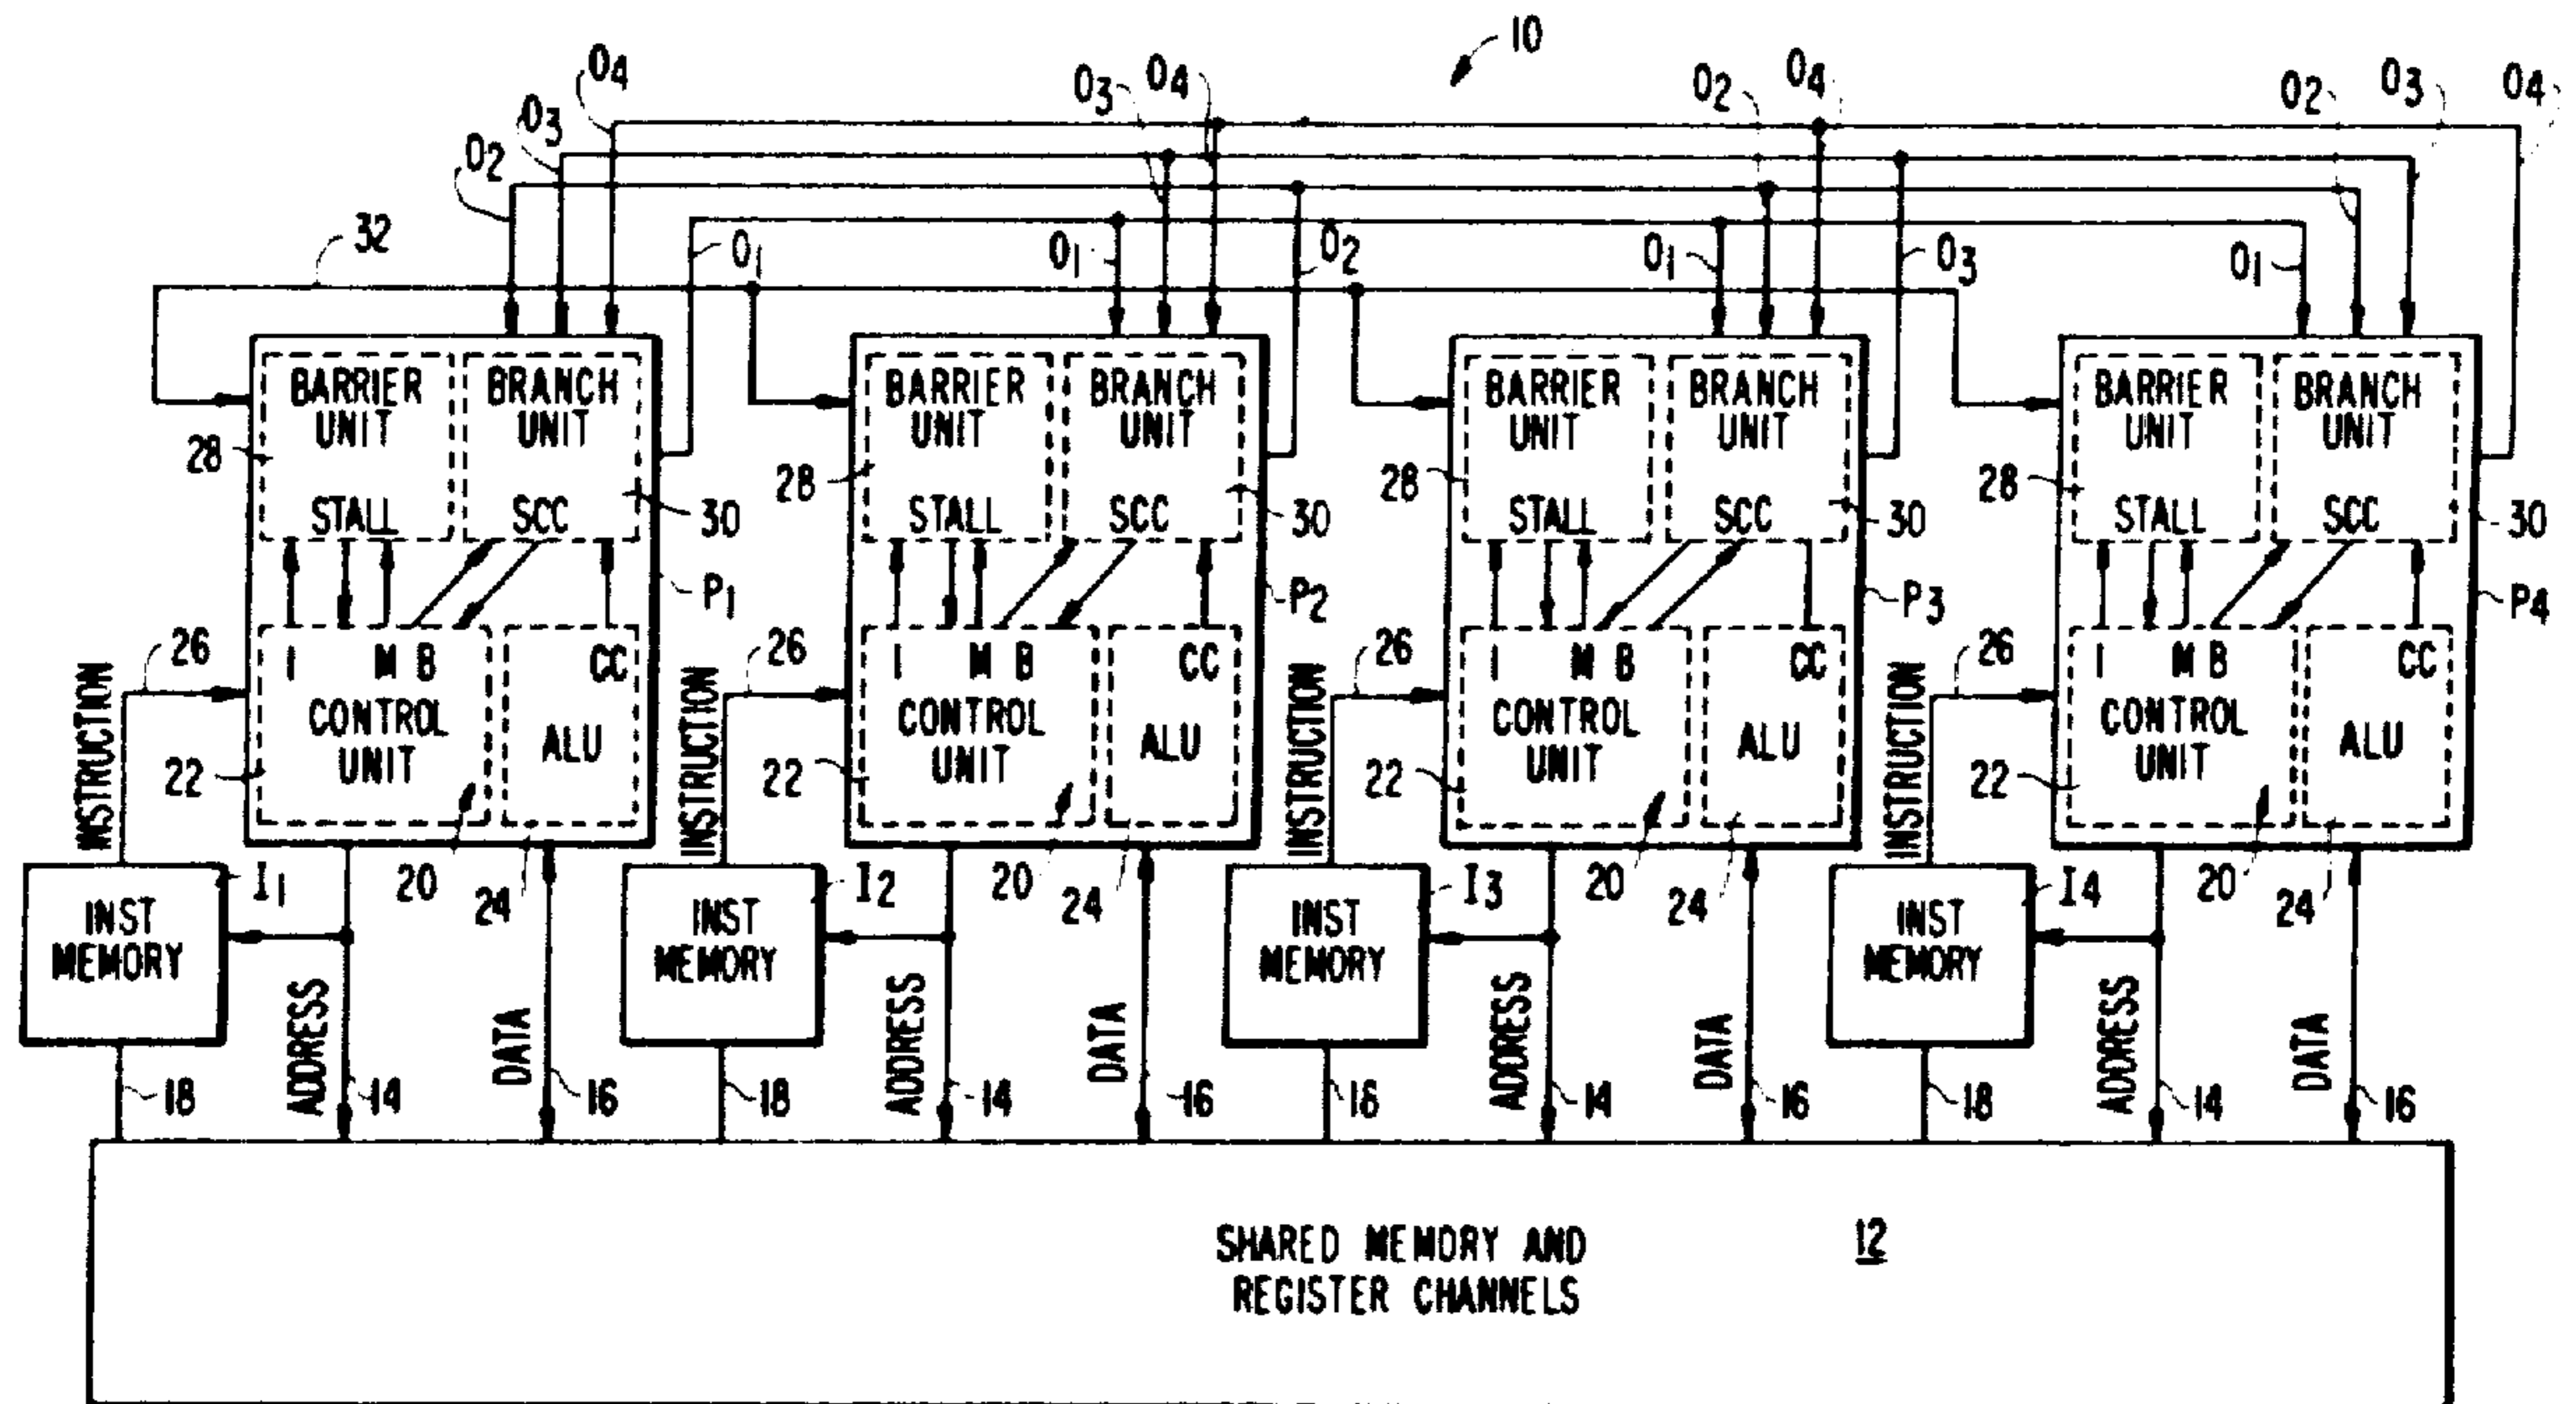 10
O4
O3
O2
O3
O4
O2
O4
O2
O3
O4
32
O1
O1
O2
O1
O3
O1
BARRIER UNIT
BRANCH UNIT
28
STALL
SCC
30
P1
BARRIER UNIT
BRANCH UNIT
28
STALL
SCC
30
P2
BARRIER UNIT
BRANCH UNIT
28
STALL
SCC
30
P3
BARRIER UNIT
BRANCH UNIT
28
STALL
SCC
30
P4
INSTRUCTION
26
I M B
CC
CONTROL UNIT
ALU
22
20
24
INSTRUCTION
26
I M B
CC
CONTROL UNIT
ALU
22
20
24
INSTRUCTION
26
I M B
CC
CONTROL UNIT
ALU
22
20
24
INSTRUCTION
26
I M B
CC
CONTROL UNIT
ALU
22
20
24
INST MEMORY
I1
ADDRESS
DATA
18
14
16
INST MEMORY
I2
ADDRESS
DATA
18
14
16
INST MEMORY
I3
ADDRESS
DATA
18
14
16
INST MEMORY
I4
ADDRESS
DATA
18
14
16
SHARED MEMORY AND
REGISTER CHANNELS
12